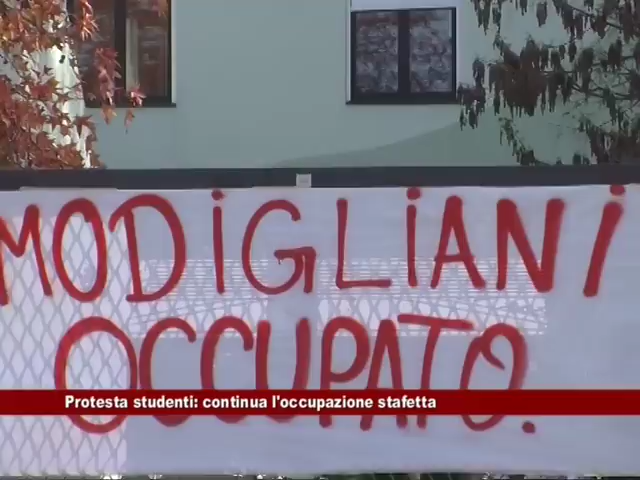 MODIGLIANI
OCCUPATO.
Protesta studenti: continua l'occupazione stafetta